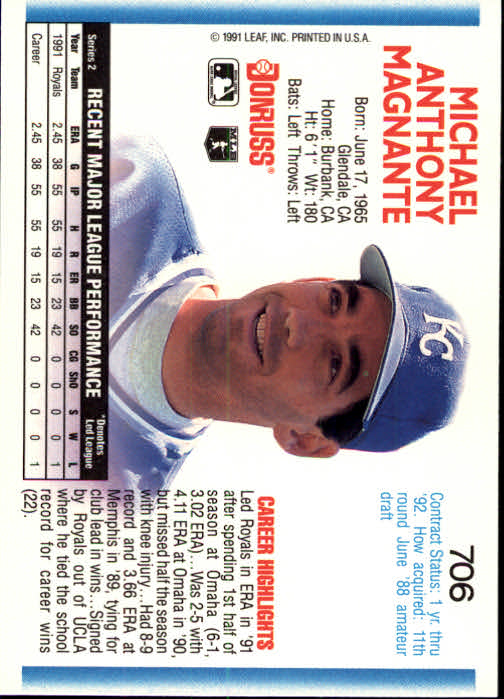 706
MICHAEL
ANTHONY
MAGNANTE
Contract Status: 1 yr. thru
'92. How acquired: 11th
round June '88 amateur
draft
Born: June 17, 1965
Glendale, CA
Home: Burbank, CA
Ht: 6'1" Wt: 180
Bats: Left Throws: Left
KC
DONRUSS®
MLB
© 1991 LEAF, INC. PRINTED IN U.S.A.
CAREER HIGHLIGHTS
Led Royals in ERA in '91
after spending 1st half of
season at Omaha (6-1,
3.02 ERA)...Was 2-5 with
4.11 ERA at Omaha in '90,
but missed half the season
with knee injury...Had 8-9
record and 3.66 ERA at
Memphis in '89, tying for
club lead in wins...Signed
by Royals out of UCLA
where he tied the school
record for career wins
(22).
Series 2 RECENT MAJOR LEAGUE PERFORMANCE *Denotes Led League
Year Team ERA G IP H R ER BB SO CG ShO S W L
1991 Royals 2.45 38 55 55 19 15 23 42 0 0 0 0 1
Career 2.45 38 55 55 19 15 23 42 0 0 0 0 1